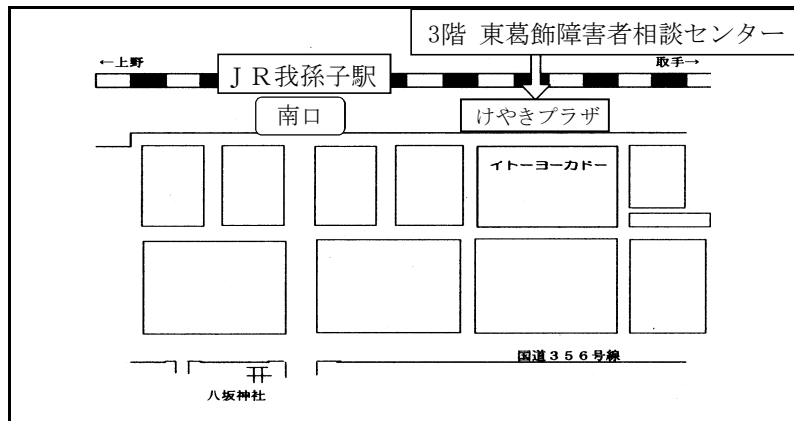 3階 東葛飾障害者相談センター
←上野
取手→
ＪＲ我孫子駅
南口
けやきプラザ
イトーヨーカドー
国道３５６号線
八坂神社